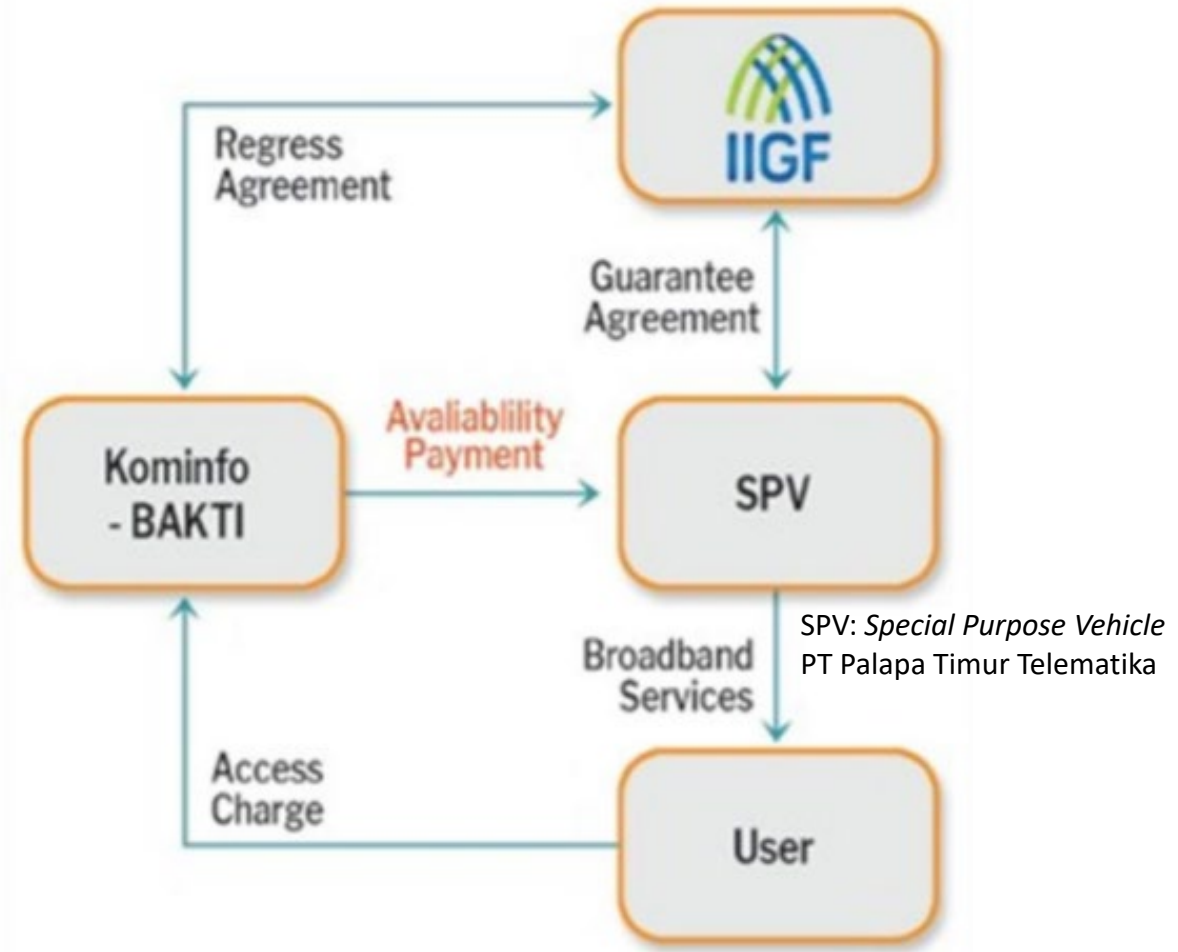 IIGF
Regress
Agreement
Guarantee
Agreement
Kominfo
- BAKTI
Avaliablility
Payment
SPV
SPV: Special Purpose Vehicle
PT Palapa Timur Telematika
Broadband
Services
Access
Charge
User